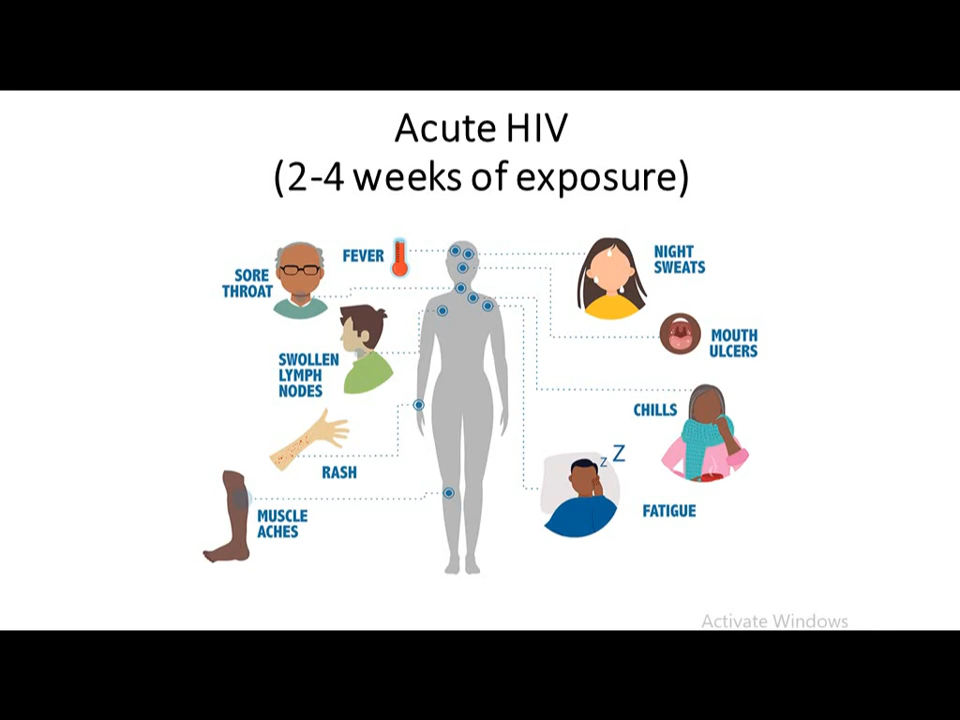 Acute HIV
(2-4 weeks of exposure)
FEVER
SORE
THROAT
SWOLLEN
LYMPH
NODES
RASH
MUSCLE
ACHES
NIGHT
SWEATS
MOUTH
ULCERS
CHILLS
z Z
FATIGUE
Activate Windows